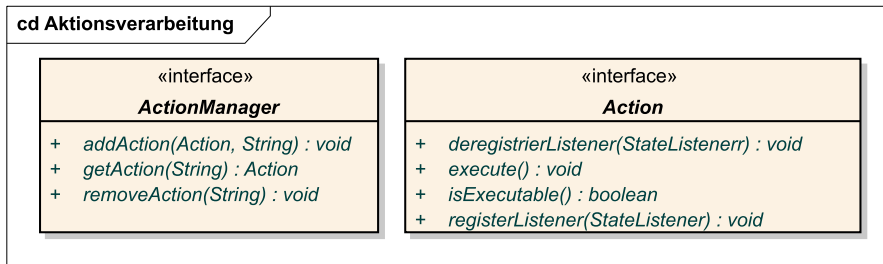 cd Aktionsverarbeitung
«interface»
ActionManager
+ addAction(Action, String) : void
+ getAction(String) : Action
+ removeAction(String) : void
«interface»
Action
+ deregistrierListener(StateListenerr) : void
+ execute() : void
+ isExecutable() : boolean
+ registerListener(StateListener) : void